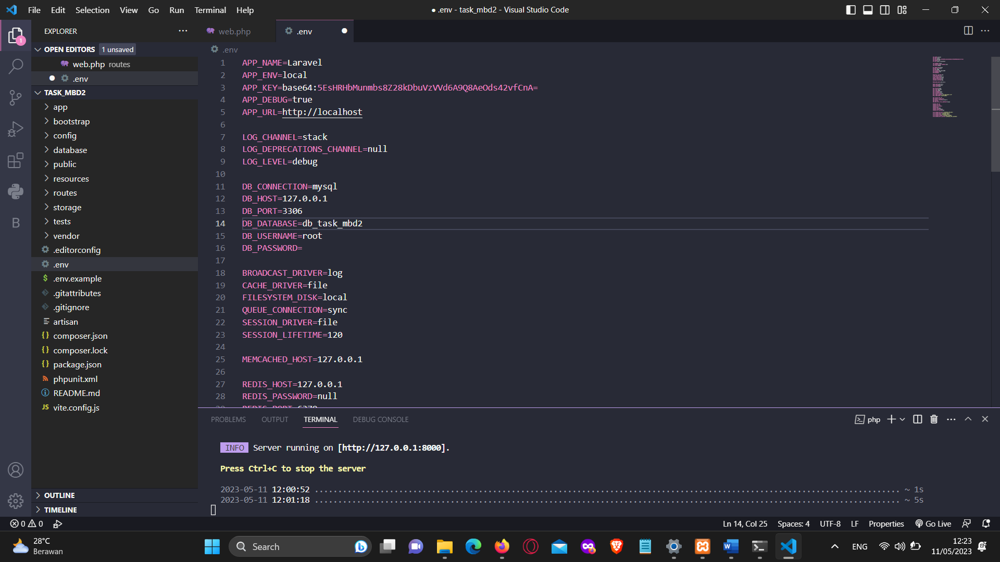 File Edit Selection View Go Run Terminal Help
● .env - task_mbd2 - Visual Studio Code
EXPLORER
web.php
.env
1
OPEN EDITORS 1 unsaved
web.php routes
.env
TASK_MBD2
app
bootstrap
config
database
public
resources
routes
storage
tests
vendor
.editorconfig
.env
.env.example
.gitattributes
.gitignore
artisan
composer.json
composer.lock
package.json
phpunit.xml
README.md
vite.config.js
OUTLINE
TIMELINE
.env
1 APP_NAME=Laravel
2 APP_ENV=local
3 APP_KEY=base64:5EsHRHbMunmbs8Z28kDbuVzVVd6A9Q8AeOds42vfCnA=
4 APP_DEBUG=true
5 APP_URL=http://localhost
6
7 LOG_CHANNEL=stack
8 LOG_DEPRECATIONS_CHANNEL=null
9 LOG_LEVEL=debug
10
11 DB_CONNECTION=mysql
12 DB_HOST=127.0.0.1
13 DB_PORT=3306
14 DB_DATABASE=db_task_mbd2
15 DB_USERNAME=root
16 DB_PASSWORD=
17
18 BROADCAST_DRIVER=log
19 CACHE_DRIVER=file
20 FILESYSTEM_DISK=local
21 QUEUE_CONNECTION=sync
22 SESSION_DRIVER=file
23 SESSION_LIFETIME=120
24
25 MEMCACHED_HOST=127.0.0.1
26
27 REDIS_HOST=127.0.0.1
28 REDIS_PASSWORD=null
29 REDIS_PORT=6379
PROBLEMS OUTPUT TERMINAL DEBUG CONSOLE
php
INFO Server running on [http://127.0.0.1:8000].
Press Ctrl+C to stop the server
2023-05-11 12:00:52 ........ ~ 1s
2023-05-11 12:01:18 ........ ~ 5s
0 0
Ln 14, Col 25 Spaces: 4 UTF-8 LF Properties Go Live
28°C
Berawan
Search
ENG
12:23
11/05/2023